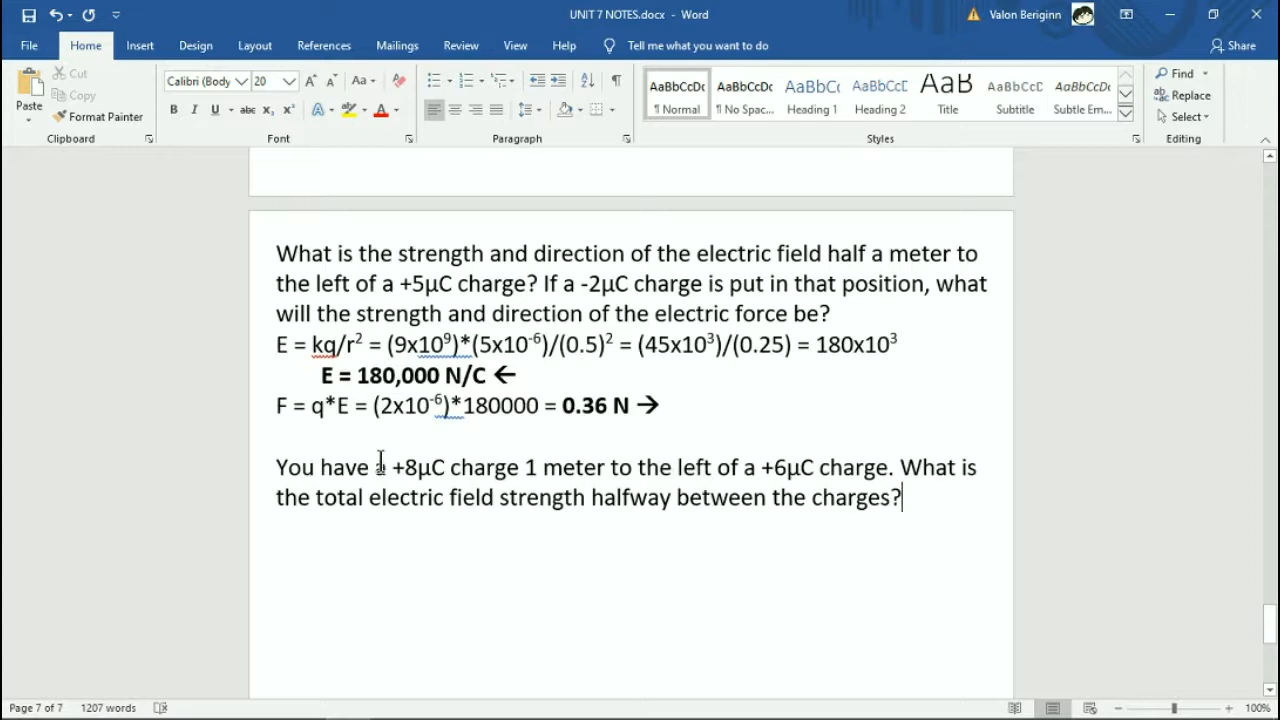 UNIT 7 NOTES.docx - Word
Valon Beriginn
File Home Insert Design Layout References Mailings Review View Help Tell me what you want to do Share
Paste
Cut
Copy
Format Painter
Clipboard
Calibri (Body 20
Font
Paragraph
AaBbCcDc AaBbCcDc AaBbC AaBbCcC AaB AaBbCcD AaBbCcDc
¶ Normal ¶ No Spac... Heading 1 Heading 2 Title Subtitle Subtle Em...
Styles
Find
Replace
Select
Editing
What is the strength and direction of the electric field half a meter to
the left of a +5μC charge? If a -2μC charge is put in that position, what
will the strength and direction of the electric force be?
E = kq/r² = (9x10⁹)*(5x10⁻⁶)/(0.5)² = (45x10³)/(0.25) = 180x10³
E = 180,000 N/C ←
F = q*E = (2x10⁻⁶)*180000 = 0.36 N →
You have a +8μC charge 1 meter to the left of a +6μC charge. What is
the total electric field strength halfway between the charges?
Page 7 of 7 1207 words 100%